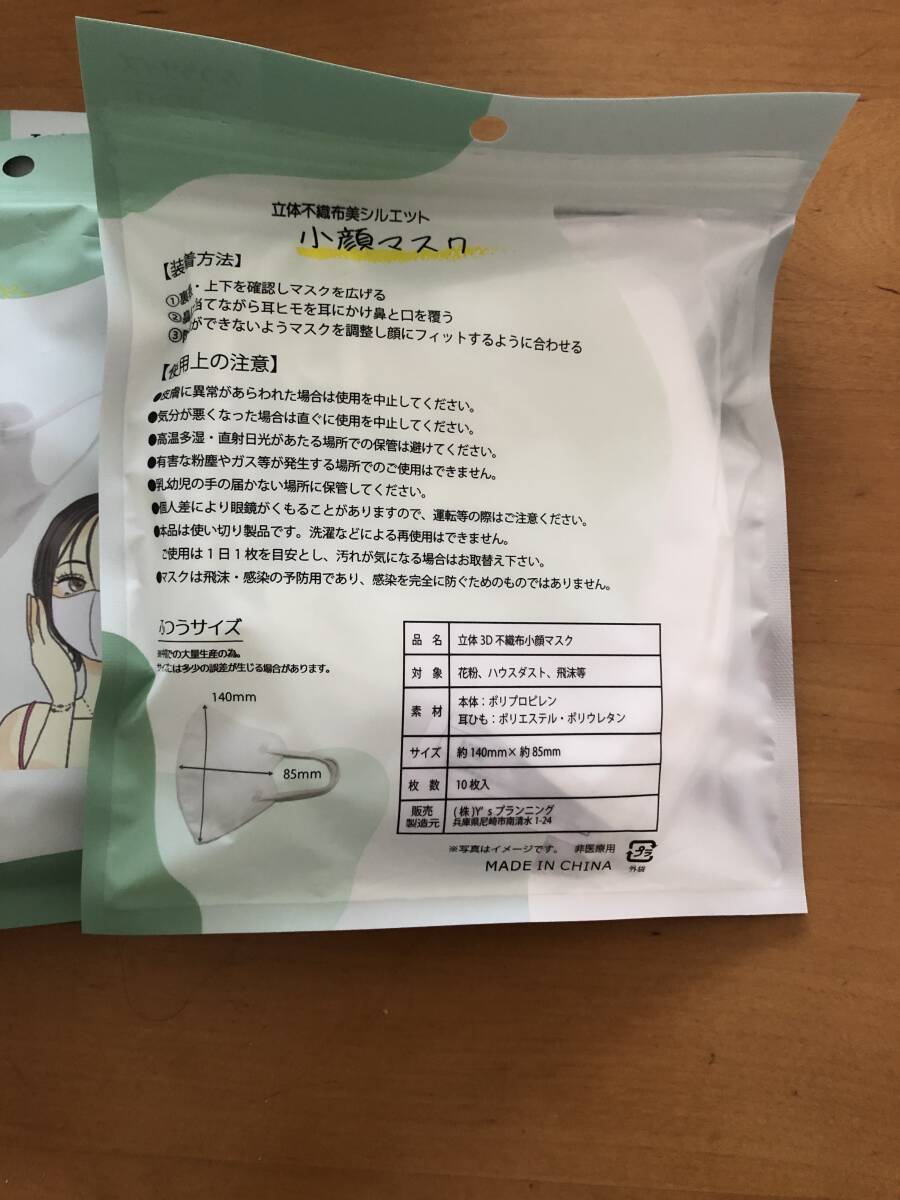 立体不織布美シルエット
小顔マスク
【装着方法】
・上下を確認しマスクを広げる
②鼻に当てながら耳ヒモを耳にかけ鼻と口を覆う
ができないようマスクを調整し顔にフィットするように合わせる
【使用上の注意】
●皮膚に異常があらわれた場合は使用を中止してください。
●気分が悪くなった場合は直ぐに使用を中止してください。
●高温多湿・直射日光があたる場所での保管は避けてください。
●有害な粉塵やガス等が発生する場所でのご使用はできません。
●乳幼児の手の届かない場所に保管してください。
●個人差により眼鏡がくもることがありますので、運転等の際はご注意ください。
●本品は使い切り製品です。洗濯などによる再使用はできません。
ご使用は1日1枚を目安とし、汚れが気になる場合はお取替え下さい。
●マスクは飛沫・感染の予防用であり、感染を完全に防ぐためのものではありません。
ふつうサイズ
での大量生産の為。
サイズは多少の誤差が生じる場合があります。
140mm
85mm
品 名 立体3D不織布小顔マスク
対 象 花粉、ハウスダスト、飛沫等
素 材 本体：ポリプロピレン
耳ひも：ポリエステル・ポリウレタン
サイズ 約140mm×約85mm
枚 数 10枚入
販売 (株)Y's プランニング
製造元 兵庫県尼崎市南清水1-24
※写真はイメージです。 非医療用 プラ
MADE IN CHINA 外袋